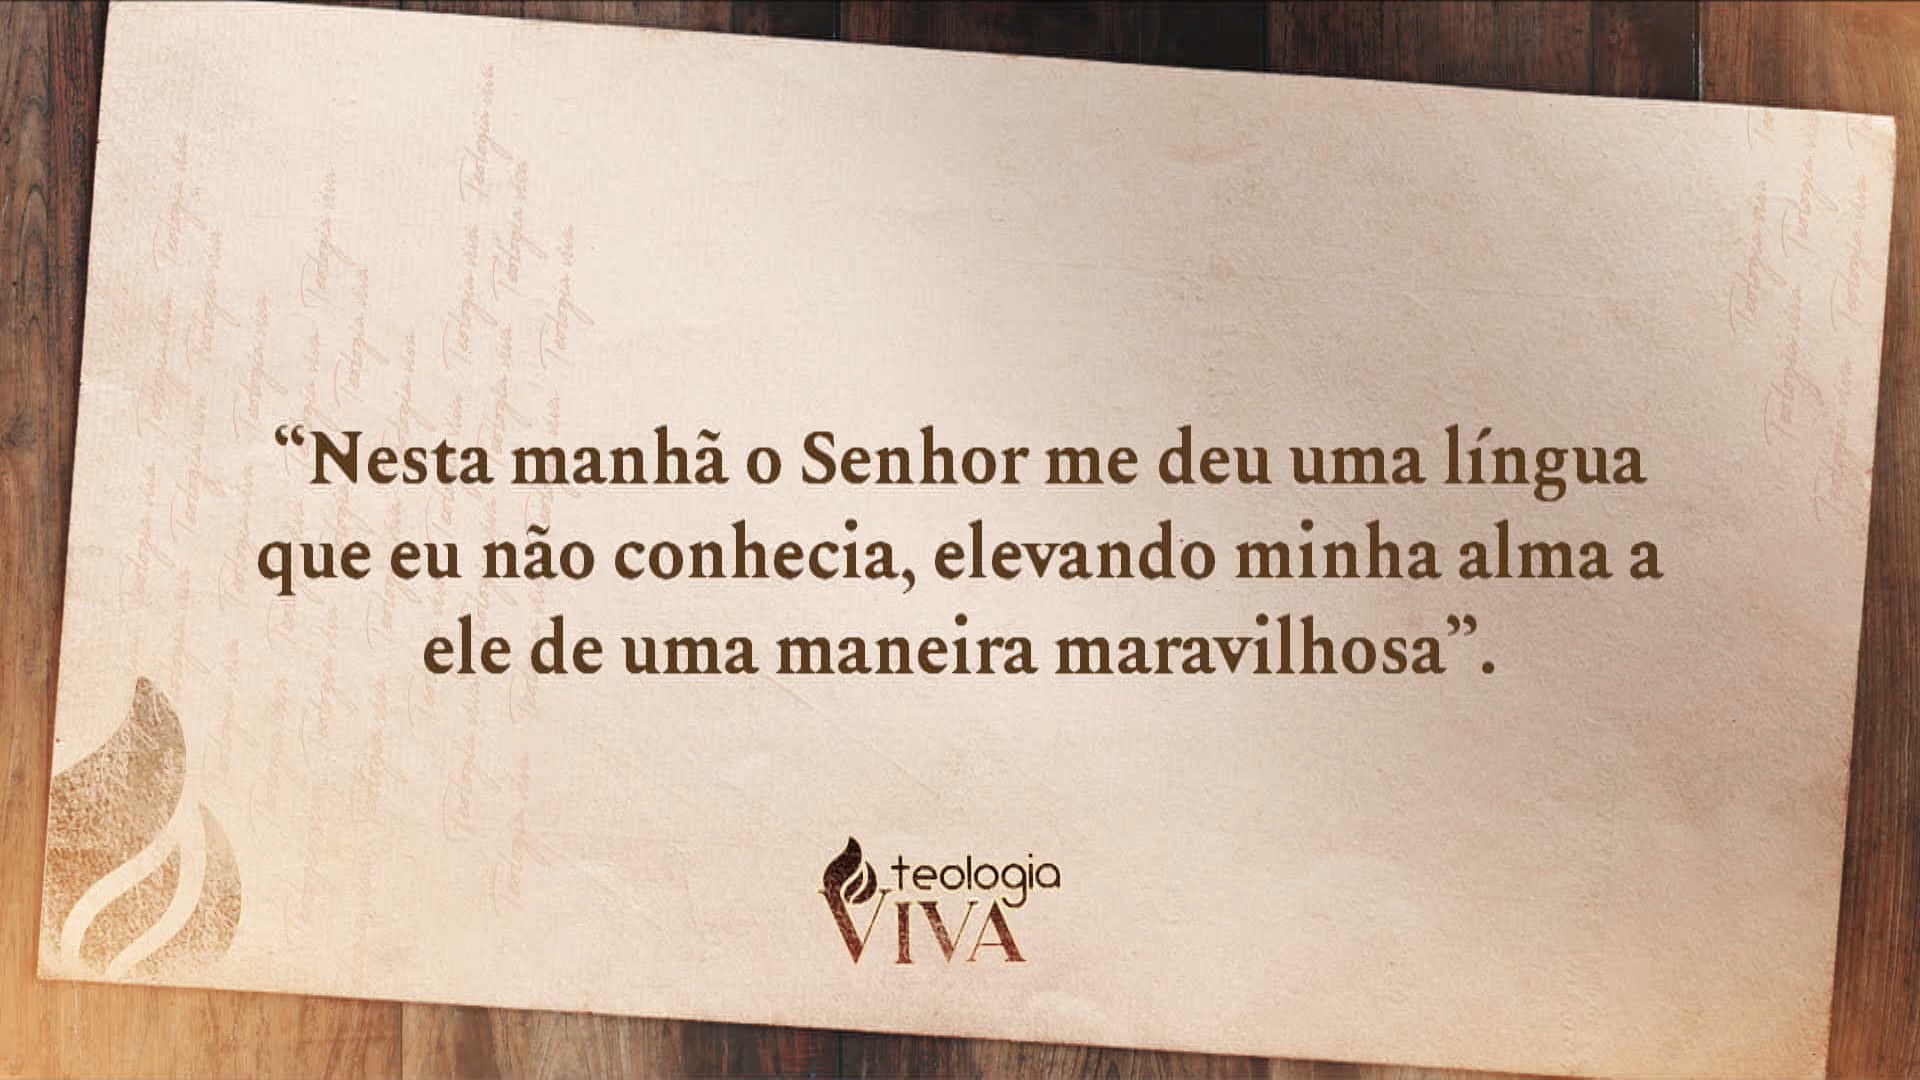 “Nesta manhã o Senhor me deu uma língua
que eu não conhecia, elevando minha alma a
ele de uma maneira maravilhosa”.
teologia
VIVA